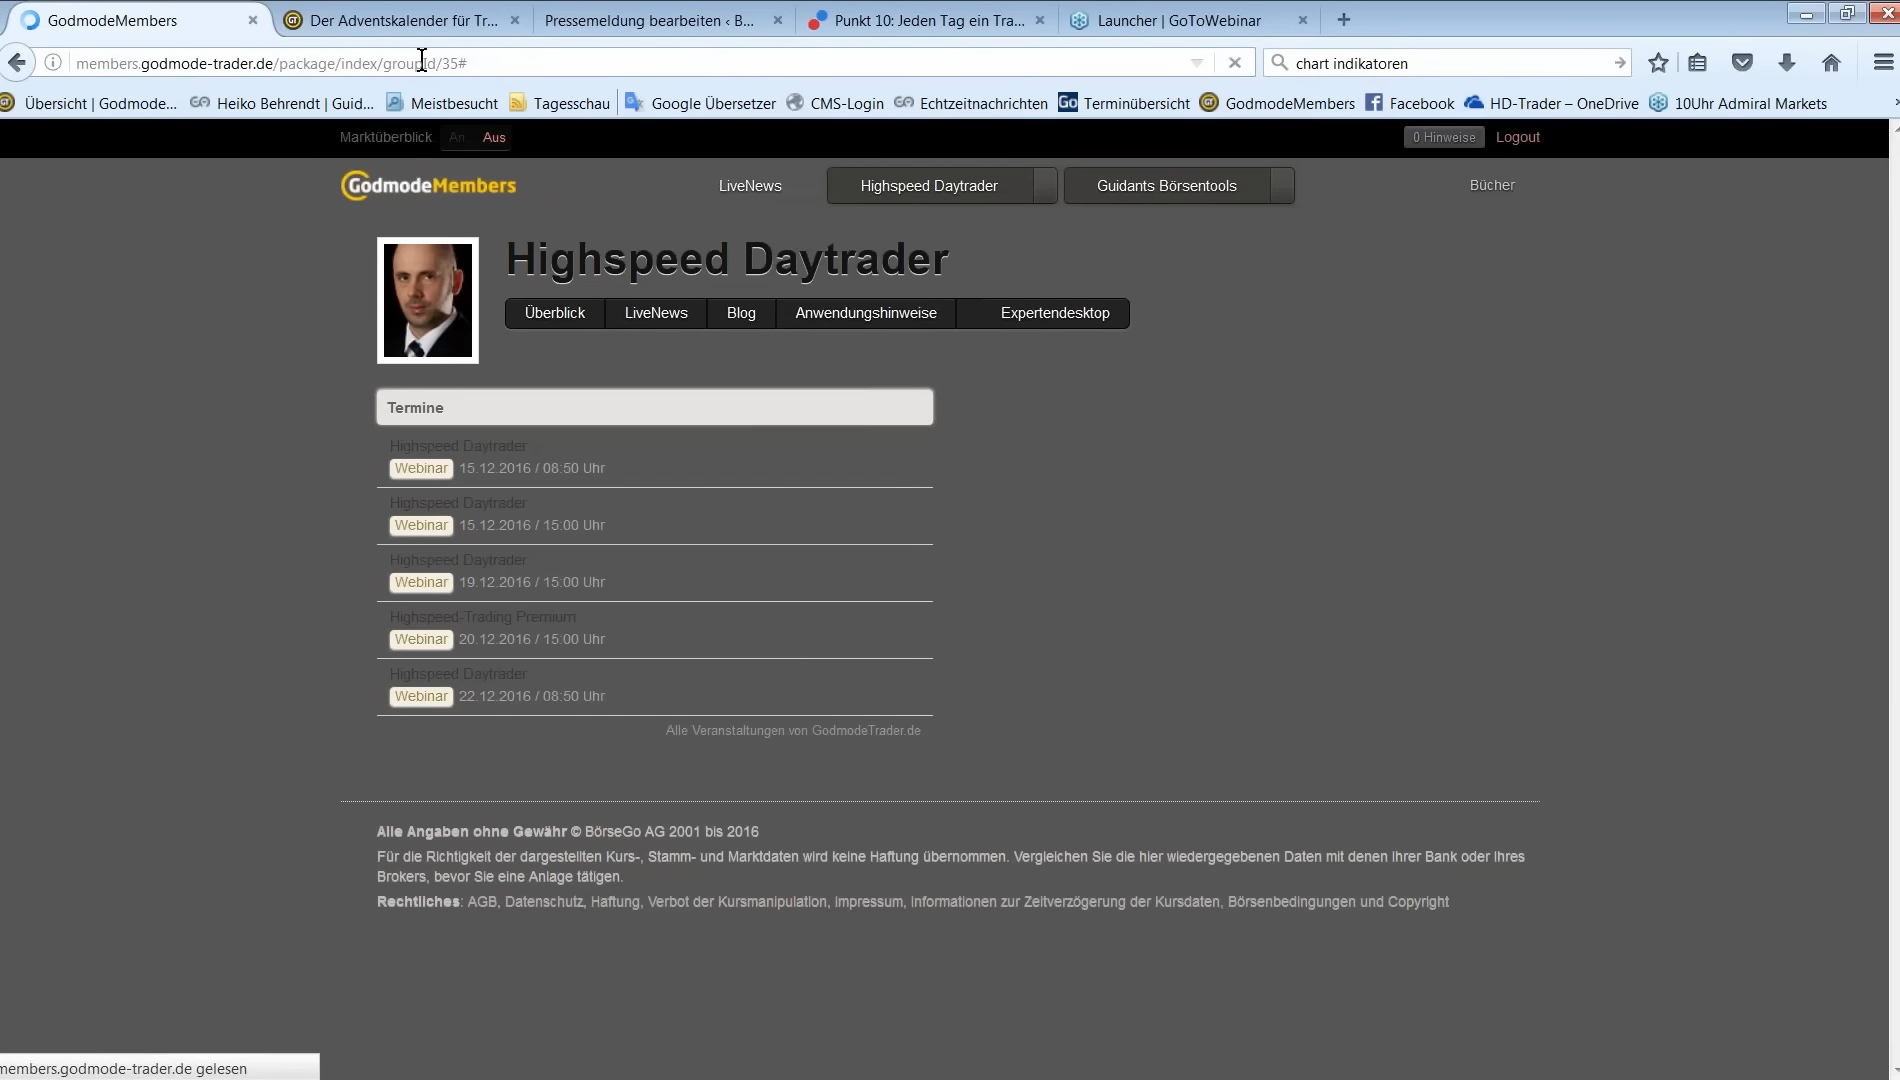 GodmodeMembers
Der Adventskalender für Tr...
Pressemeldung bearbeiten ‹ B...
Punkt 10: Jeden Tag ein Tra...
Launcher | GoToWebinar
members.godmode-trader.de/package/index/groupId/35#
chart indikatoren
Übersicht | Godmode...
Heiko Behrendt | Guid...
Meistbesucht
Tagesschau
Google Übersetzer
CMS-Login
Echtzeitnachrichten
Go Terminübersicht
GodmodeMembers
Facebook
HD-Trader – OneDrive
10Uhr Admiral Markets
Marktüberblick An Aus
0 Hinweise Logout
GodmodeMembers
LiveNews
Highspeed Daytrader
Guidants Börsentools
Bücher
Highspeed Daytrader
Überblick LiveNews Blog Anwendungshinweise Expertendesktop
Termine
Highspeed Daytrader
Webinar 15.12.2016 / 08:50 Uhr
Highspeed Daytrader
Webinar 15.12.2016 / 15:00 Uhr
Highspeed Daytrader
Webinar 19.12.2016 / 15:00 Uhr
Highspeed-Trading Premium
Webinar 20.12.2016 / 15:00 Uhr
Highspeed Daytrader
Webinar 22.12.2016 / 08:50 Uhr
Alle Veranstaltungen von GodmodeTrader.de
Alle Angaben ohne Gewähr © BörseGo AG 2001 bis 2016
Für die Richtigkeit der dargestellten Kurs-, Stamm- und Marktdaten wird keine Haftung übernommen. Vergleichen Sie die hier wiedergegebenen Daten mit denen Ihrer Bank oder Ihres
Brokers, bevor Sie eine Anlage tätigen.
Rechtliches: AGB, Datenschutz, Haftung, Verbot der Kursmanipulation, Impressum, Informationen zur Zeitverzögerung der Kursdaten, Börsenbedingungen und Copyright
members.godmode-trader.de gelesen